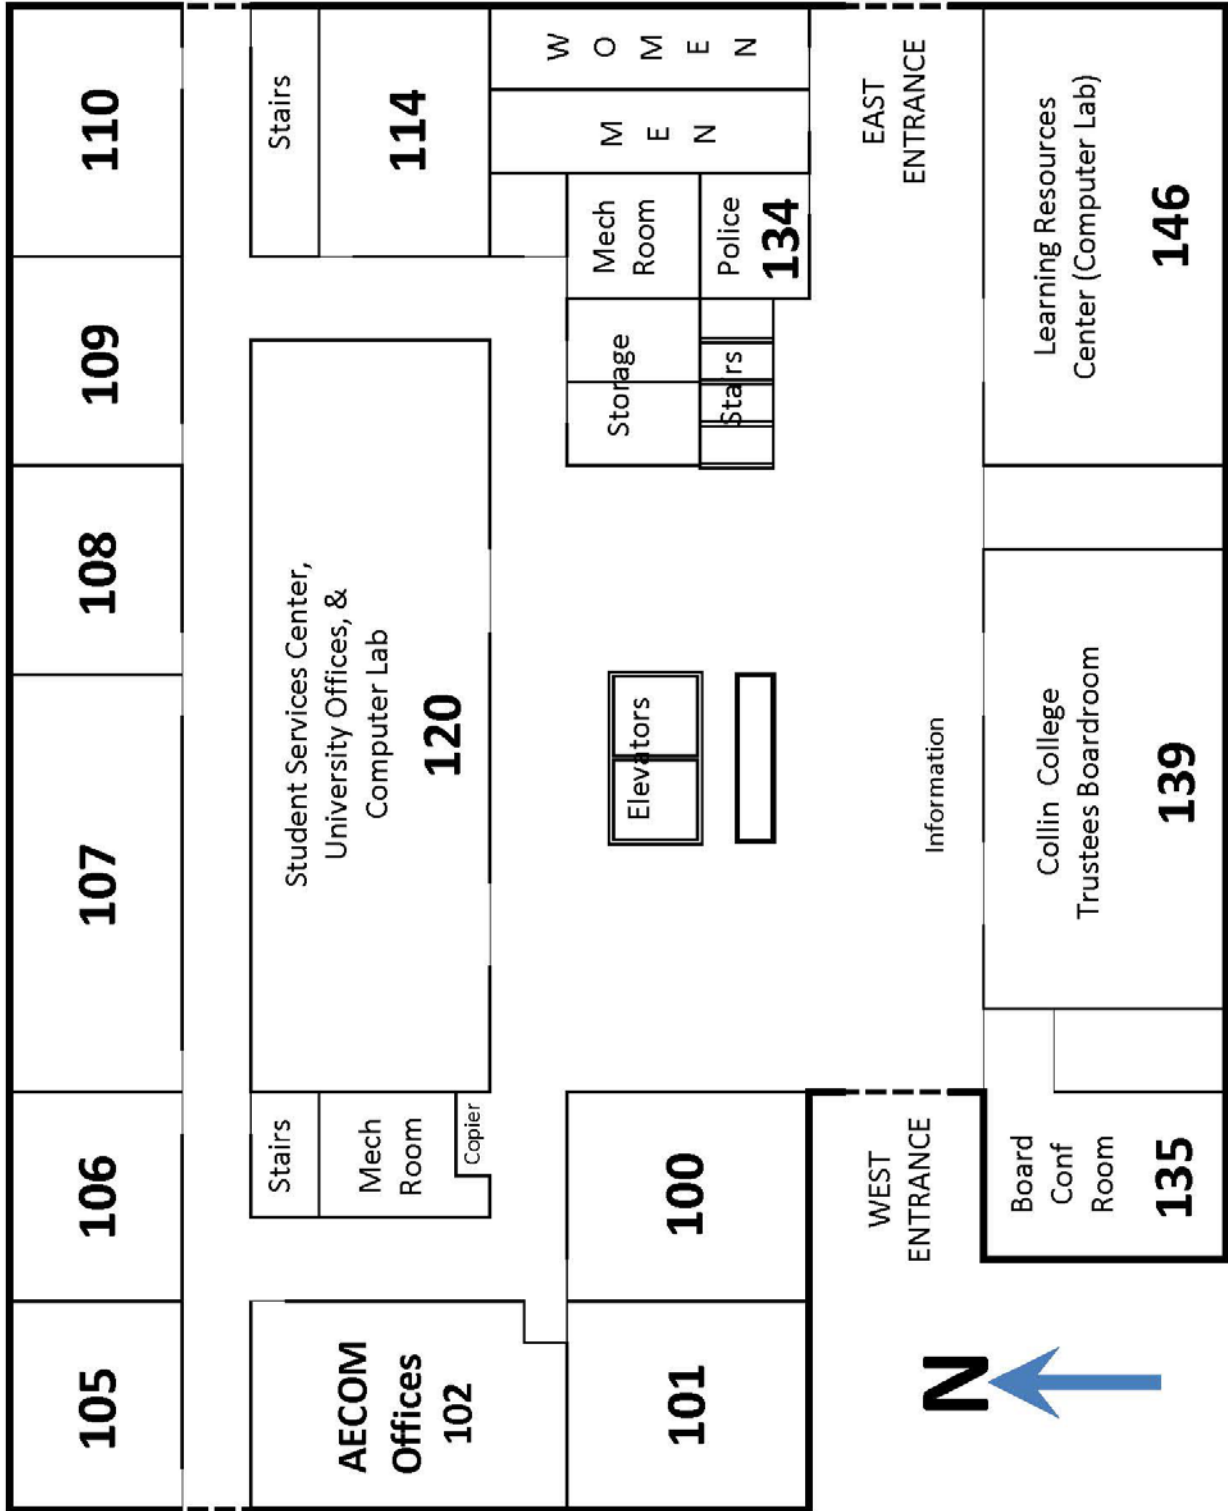 105
106
107
108
109
110
Stairs
Stairs
AECOM
Offices
102
Mech
Room
Copier
Student Services Center,
University Offices, &
Computer Lab
120
114
WOMEN
MEN
101
100
Elevators
Storage
Mech
Room
Stairs
Police
134
WEST
ENTRANCE
Information
EAST
ENTRANCE
N
Board
Conf
Room
135
Collin College
Trustees Boardroom
139
Learning Resources
Center (Computer Lab)
146